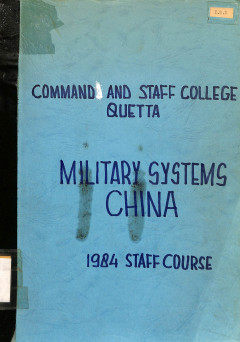 COMMAND AND STAFF COLLEGE
QUETTA
MILITARY SYSTEMS
CHINA
1984 STAFF COURSE